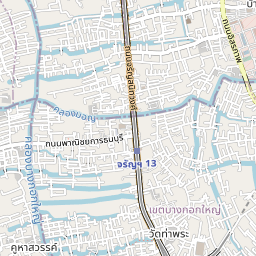 บ้า
ถนนอิสรภาพ
ถนนจรัญสนิทวงศ์
คลองมอญ
ถนนพาณิชยการธนบุรี
จรัญฯ 13
คลองบางกอกใหญ่
เขตบางกอกใหญ่
วัดท่าพระ
คูหาสวรรค์